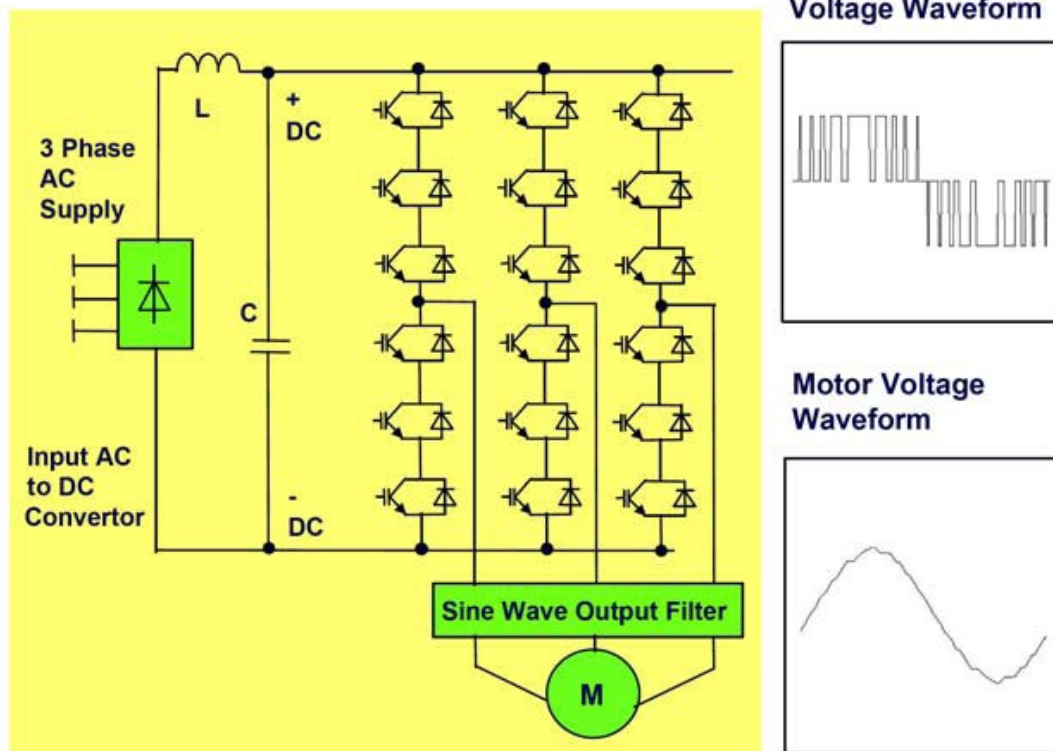 Voltage Waveform
L
+
DC
3 Phase
AC
Supply
C
Input AC
to DC
Convertor
-
DC
Sine Wave Output Filter
M
Motor Voltage
Waveform